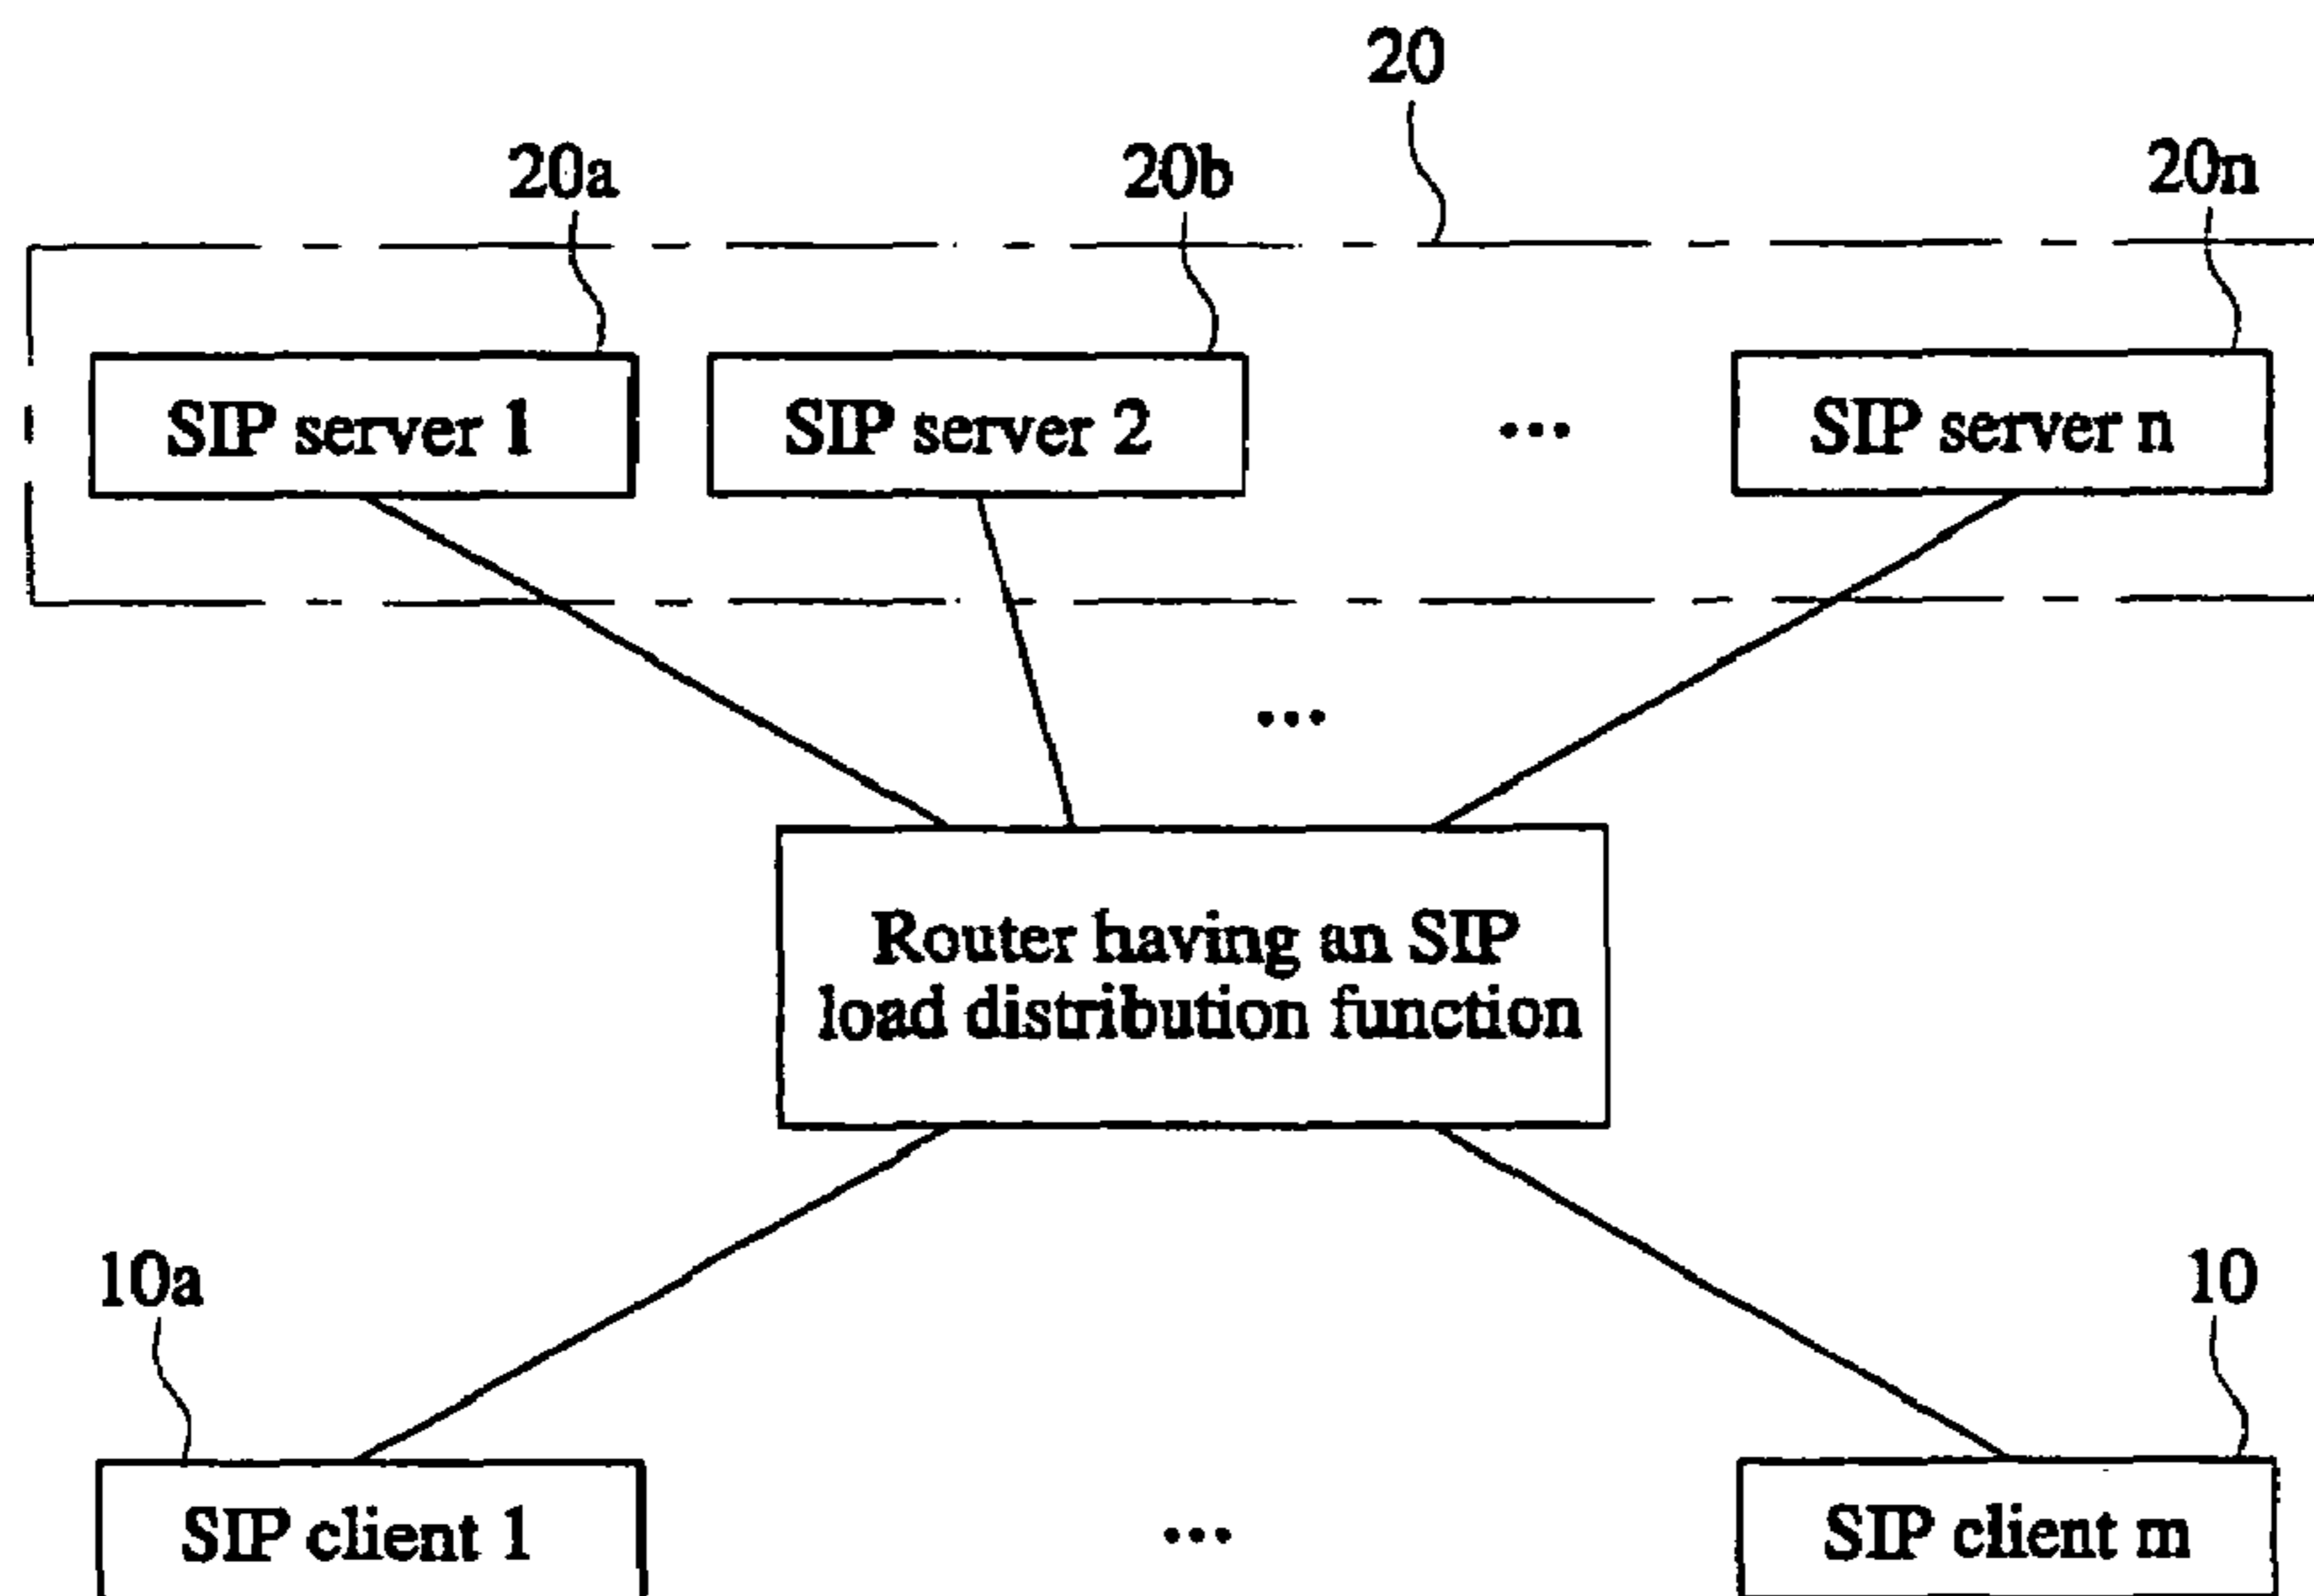 20
20a
20b
20n
SIP server 1
SIP server 2
...
SIP server n
...
Router having an SIP
load distribution function
10a
10
SIP client 1
...
SIP client m